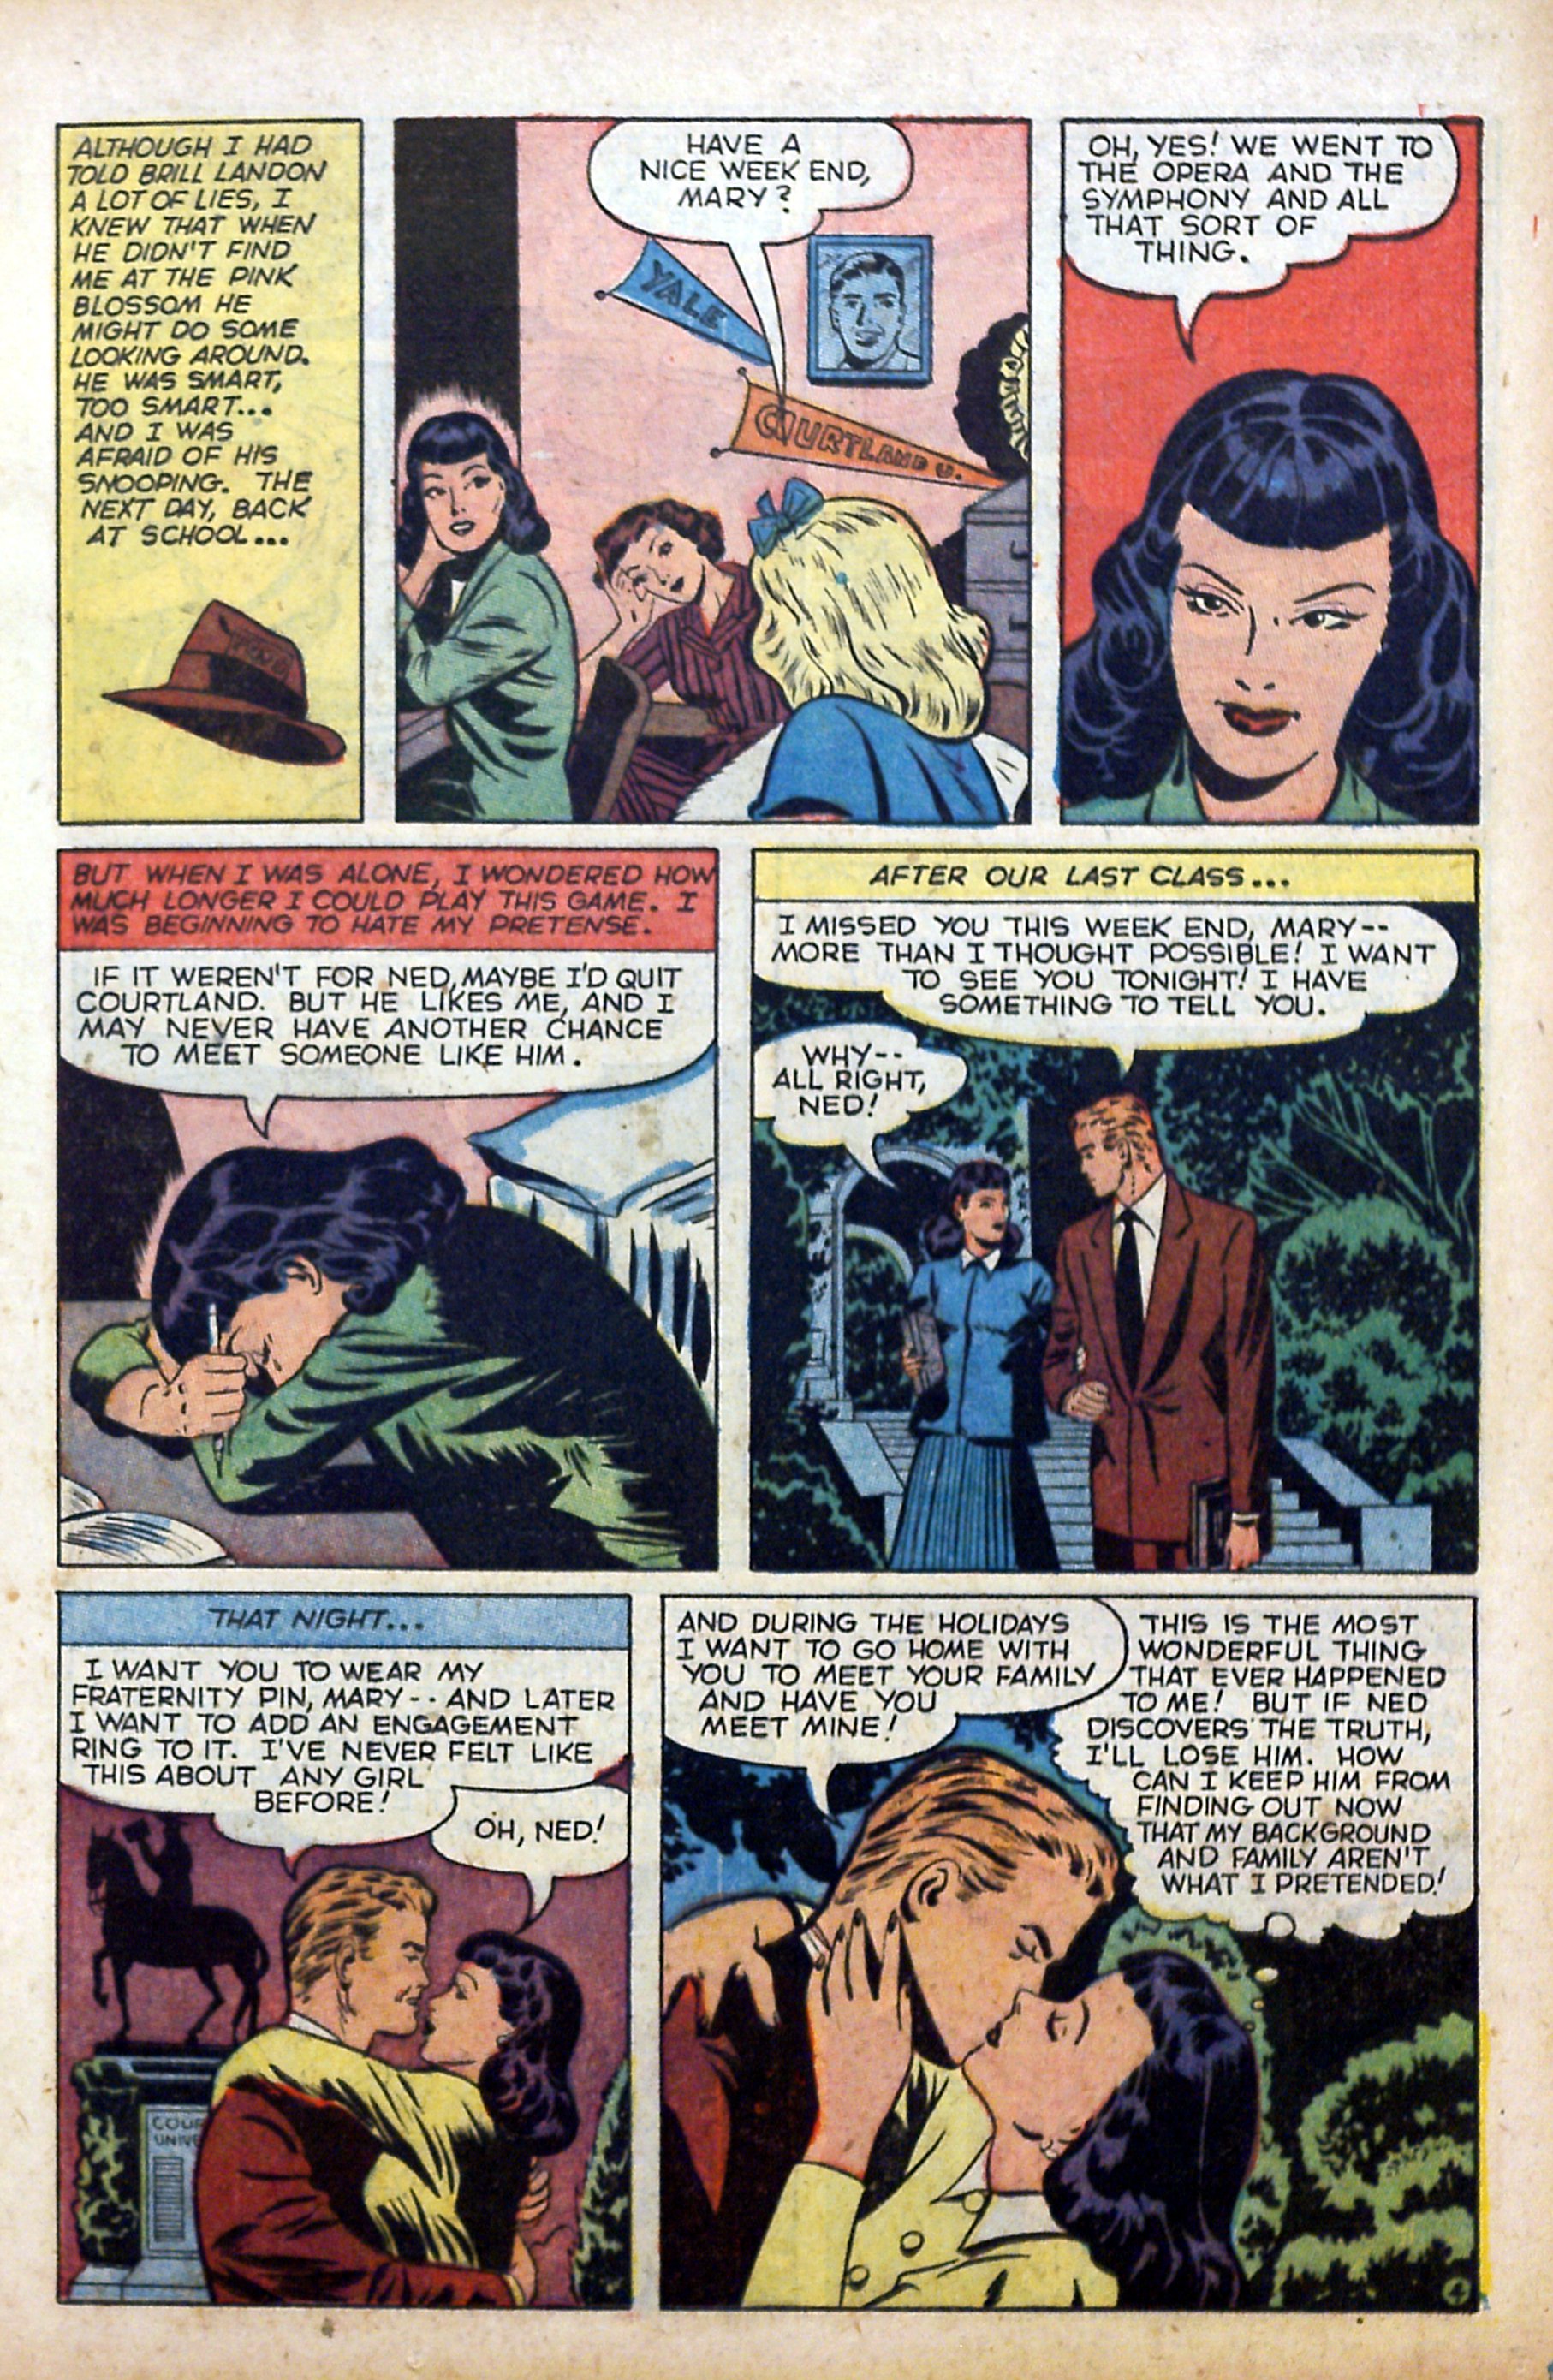 ALTHOUGH I HAD
TOLD BRILL LANDON
A LOT OF LIES, I
KNEW THAT WHEN
HE DIDN'T FIND
ME AT THE PINK
BLOSSOM HE
MIGHT DO SOME
LOOKING AROUND.
HE WAS SMART,
TOO SMART...
AND I WAS
AFRAID OF HIS
SNOOPING. THE
NEXT DAY, BACK
AT SCHOOL...
HAVE A
NICE WEEK END,
MARY?
YALE
COURTLAND U.
OH, YES! WE WENT TO
THE OPERA AND THE
SYMPHONY AND ALL
THAT SORT OF
THING.
BUT WHEN I WAS ALONE, I WONDERED HOW
MUCH LONGER I COULD PLAY THIS GAME. I
WAS BEGINNING TO HATE MY PRETENSE.
IF IT WEREN'T FOR NED, MAYBE I'D QUIT
COURTLAND. BUT HE LIKES ME, AND I
MAY NEVER HAVE ANOTHER CHANCE
TO MEET SOMEONE LIKE HIM.
AFTER OUR LAST CLASS...
I MISSED YOU THIS WEEK END, MARY--
MORE THAN I THOUGHT POSSIBLE! I WANT
TO SEE YOU TONIGHT! I HAVE
SOMETHING TO TELL YOU.
WHY--
ALL RIGHT,
NED!
THAT NIGHT...
I WANT YOU TO WEAR MY
FRATERNITY PIN, MARY-- AND LATER
I WANT TO ADD AN ENGAGEMENT
RING TO IT. I'VE NEVER FELT LIKE
THIS ABOUT ANY GIRL
BEFORE!
OH, NED!
COUR
UNIVE
AND DURING THE HOLIDAYS
I WANT TO GO HOME WITH
YOU TO MEET YOUR FAMILY
AND HAVE YOU
MEET MINE!
THIS IS THE MOST
WONDERFUL THING
THAT EVER HAPPENED
TO ME! BUT IF NED
DISCOVERS THE TRUTH,
I'LL LOSE HIM. HOW
CAN I KEEP HIM FROM
FINDING OUT NOW
THAT MY BACKGROUND
AND FAMILY AREN'T
WHAT I PRETENDED!
4